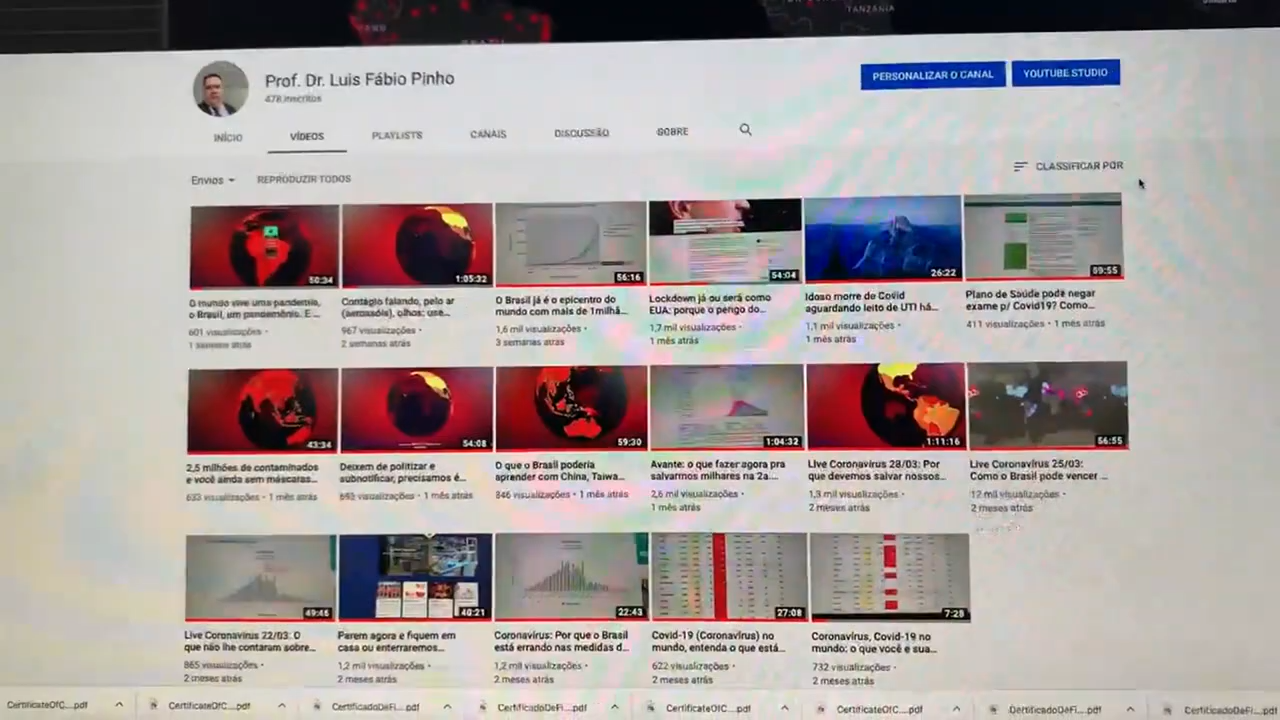 TANZANIA
Prof. Dr. Luis Fábio Pinho
478 inscritos
PERSONALIZAR O CANAL
YOUTUBE STUDIO
INÍCIO
VÍDEOS
PLAYLISTS
CANAIS
DISCUSSÃO
SOBRE
Envios
REPRODUZIR TODOS
CLASSIFICAR POR
50:34
1:05:32
56:16
54:04
26:22
59:55
O mundo vive uma pandemia,
o Brasil, um pandemônio. E ...
601 visualizações •
1 semana atrás
Contágio falando, pelo ar
(aerossóis), olhos: use...
967 visualizações •
2 semanas atrás
O Brasil já é o epicentro do
mundo com mais de 1milhã...
1,6 mil visualizações •
3 semanas atrás
Lockdown já ou será como
EUA: porque o perigo do...
1,7 mil visualizações •
1 mês atrás
Idoso morre de Covid
aguardando leito de UTI há...
1,1 mil visualizações •
1 mês atrás
Plano de Saúde pode negar
exame p/ Covid19? Como...
411 visualizações • 1 mês atrás
43:34
54:08
59:30
1:04:32
1:11:16
56:55
2,5 milhões de contaminados
e você ainda sem máscaras...
633 visualizações • 1 mês atrás
Deixem de politizar e
subnotificar, precisamos é...
693 visualizações • 1 mês atrás
O que o Brasil poderia
aprender com China, Taiwa...
846 visualizações • 1 mês atrás
Avante: o que fazer agora pra
salvarmos milhares na 2a....
2,6 mil visualizações •
1 mês atrás
Live Coronavírus 28/03: Por
que devemos salvar nossos...
1,3 mil visualizações •
2 meses atrás
Live Coronavírus 25/03:
Como o Brasil pode vencer ...
12 mil visualizações •
2 meses atrás
49:46
40:21
22:43
27:08
7:28
Live Coronavírus 22/03: O
que não lhe contaram sobre...
865 visualizações •
2 meses atrás
Parem agora e fiquem em
casa ou enterraremos...
1,2 mil visualizações •
2 meses atrás
Coronavírus: Por que o Brasil
está errando nas medidas d...
1,2 mil visualizações •
2 meses atrás
Covid-19 (Coronavírus) no
mundo, entenda o que está...
622 visualizações •
2 meses atrás
Coronavírus, Covid-19 no
mundo: o que você e sua...
732 visualizações •
2 meses atrás
CertificateOfC....pdf
CertificateOfC....pdf
CertificadoDeFi....pdf
CertificadoDeFi....pdf
CertificateOfC....pdf
CertificateOfC....pdf
CertificadoDeFi....pdf
CertificadoDeFi....pdf